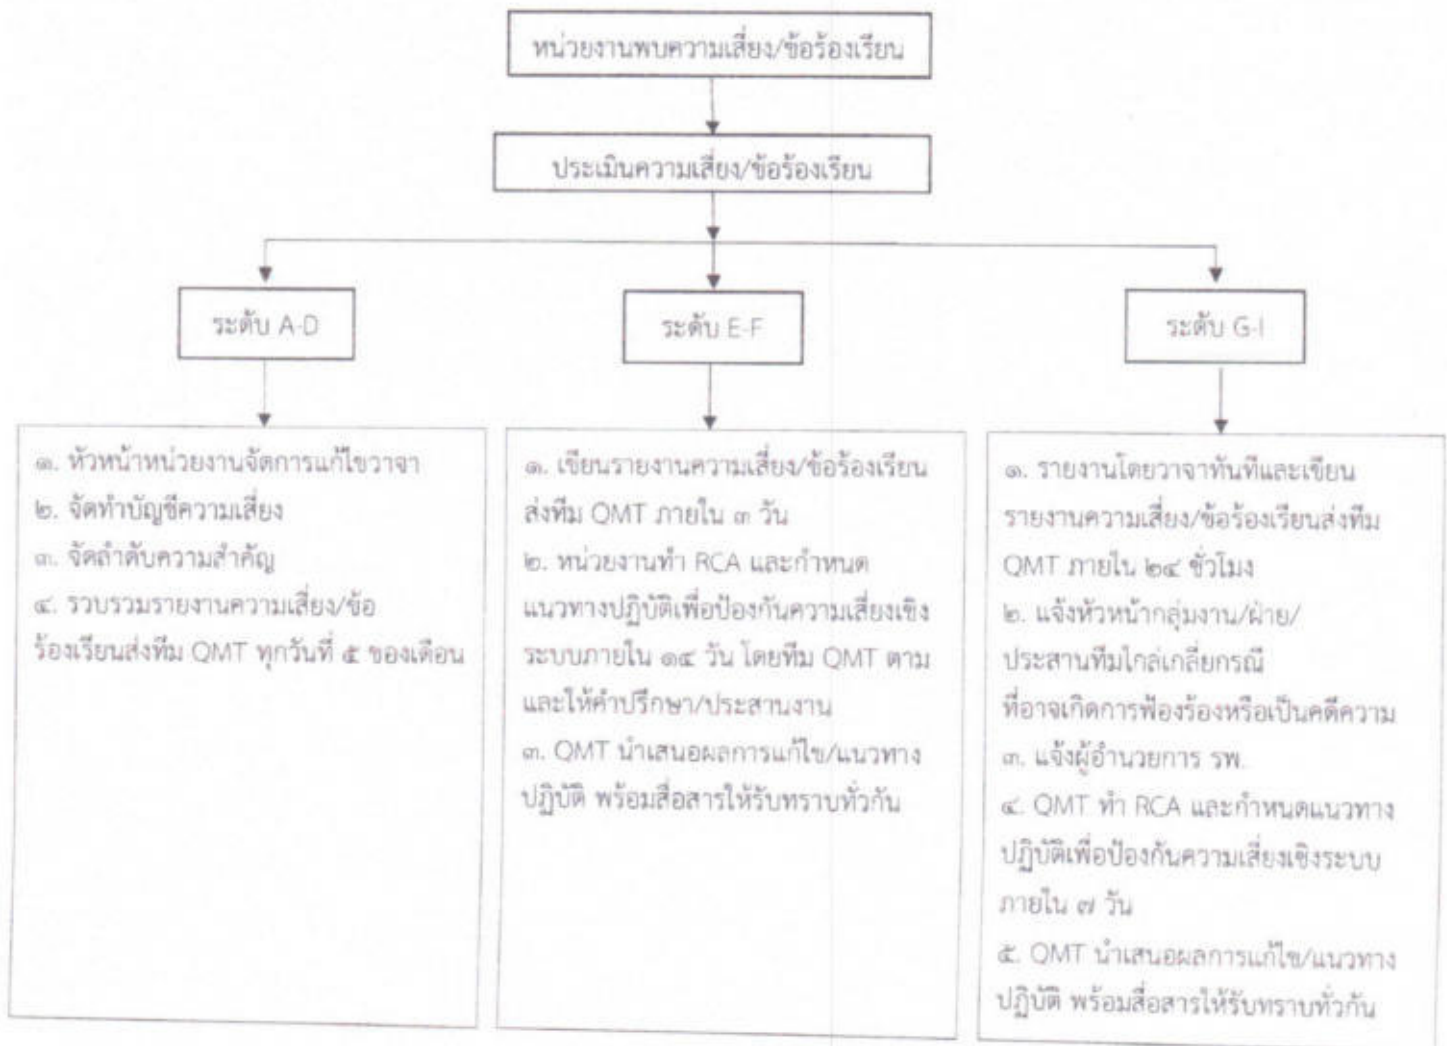 หน่วยงานพบความเสี่ยง/ข้อร้องเรียน
ประเมินความเสี่ยง/ข้อร้องเรียน
ระดับ A-D
ระดับ E-F
ระดับ G-I
๑. หัวหน้าหน่วยงานจัดการแก้ไขวาจา
๒. จัดทำบัญชีความเสี่ยง
๓. จัดลำดับความสำคัญ
๔. รวบรวมรายงานความเสี่ยง/ข้อ
ร้องเรียนส่งทีม QMT ทุกวันที่ ๕ ของเดือน
๑. เขียนรายงานความเสี่ยง/ข้อร้องเรียน
ส่งทีม QMT ภายใน ๓ วัน
๒. หน่วยงานทำ RCA และกำหนด
แนวทางปฏิบัติเพื่อป้องกันความเสี่ยงเชิง
ระบบภายใน ๑๔ วัน โดยทีม QMT ตาม
และให้คำปรึกษา/ประสานงาน
๓. QMT นำเสนอผลการแก้ไข/แนวทาง
ปฏิบัติ พร้อมสื่อสารให้รับทราบทั่วกัน
๑. รายงานโดยวาจาทันทีและเขียน
รายงานความเสี่ยง/ข้อร้องเรียนส่งทีม
QMT ภายใน ๒๔ ชั่วโมง
๒. แจ้งหัวหน้ากลุ่มงาน/ฝ่าย/
ประสานทีมไกล่เกลี่ยกรณี
ที่อาจเกิดการฟ้องร้องหรือเป็นคดีความ
๓. แจ้งผู้อำนวยการ รพ.
๔. QMT ทำ RCA และกำหนดแนวทาง
ปฏิบัติเพื่อป้องกันความเสี่ยงเชิงระบบ
ภายใน ๗ วัน
๕. QMT นำเสนอผลการแก้ไข/แนวทาง
ปฏิบัติ พร้อมสื่อสารให้รับทราบทั่วกัน